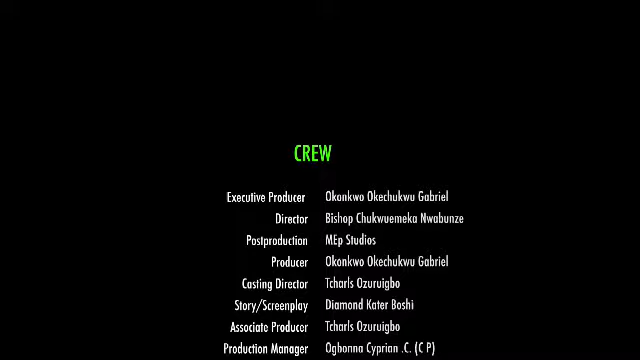 CREW
Executive Producer Okonkwo Okechukwu Gabriel
Director Bishop Chukwuemeka Nwabunze
Postproduction MEp Studios
Producer Okonkwo Okechukwu Gabriel
Casting Director Tcharls Ozuruigbo
Story/Screenplay Diamond Kater Boshi
Associate Producer Tcharls Ozuruigbo
Production Manager Ogbonna Cyprian .C. (C P)